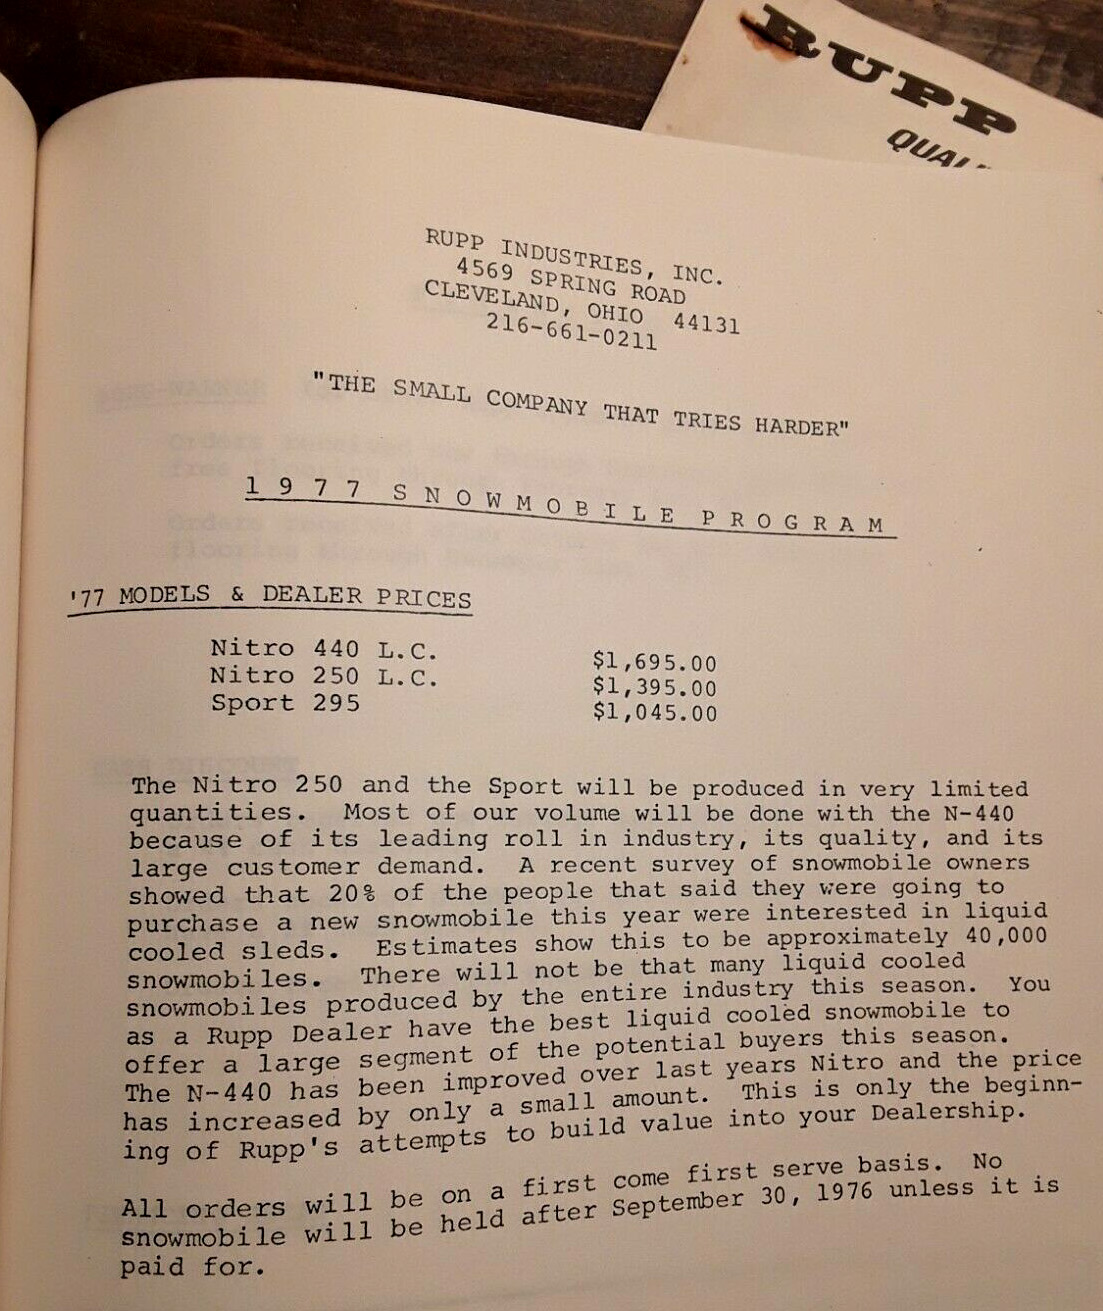 RUPP
QUAL
RUPP INDUSTRIES, INC.
4569 SPRING ROAD
CLEVELAND, OHIO 44131
216-661-0211
"THE SMALL COMPANY THAT TRIES HARDER"
1977 SNOWMOBILE PROGRAM
'77 MODELS & DEALER PRICES
Nitro 440 L.C. $1,695.00
Nitro 250 L.C. $1,395.00
Sport 295 $1,045.00
The Nitro 250 and the Sport will be produced in very limited
quantities. Most of our volume will be done with the N-440
because of its leading roll in industry, its quality, and its
large customer demand. A recent survey of snowmobile owners
showed that 20% of the people that said they were going to
purchase a new snowmobile this year were interested in liquid
cooled sleds. Estimates show this to be approximately 40,000
snowmobiles. There will not be that many liquid cooled
snowmobiles produced by the entire industry this season. You
as a Rupp Dealer have the best liquid cooled snowmobile to
offer a large segment of the potential buyers this season.
The N-440 has been improved over last years Nitro and the price
has increased by only a small amount. This is only the beginn-
ing of Rupp's attempts to build value into your Dealership.
All orders will be on a first come first serve basis. No
snowmobile will be held after September 30, 1976 unless it is
paid for.